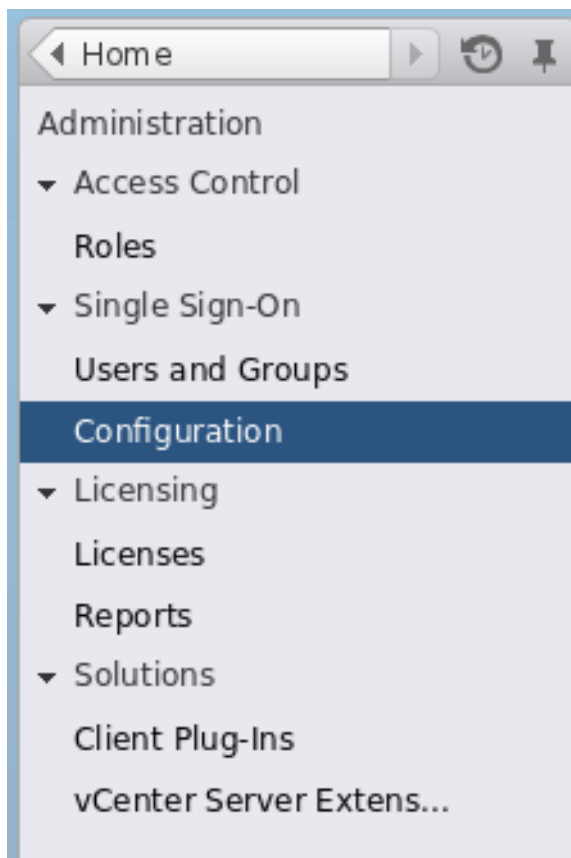 Home
Administration
Access Control
Roles
Single Sign-On
Users and Groups
Configuration
Licensing
Licenses
Reports
Solutions
Client Plug-Ins
vCenter Server Extens...